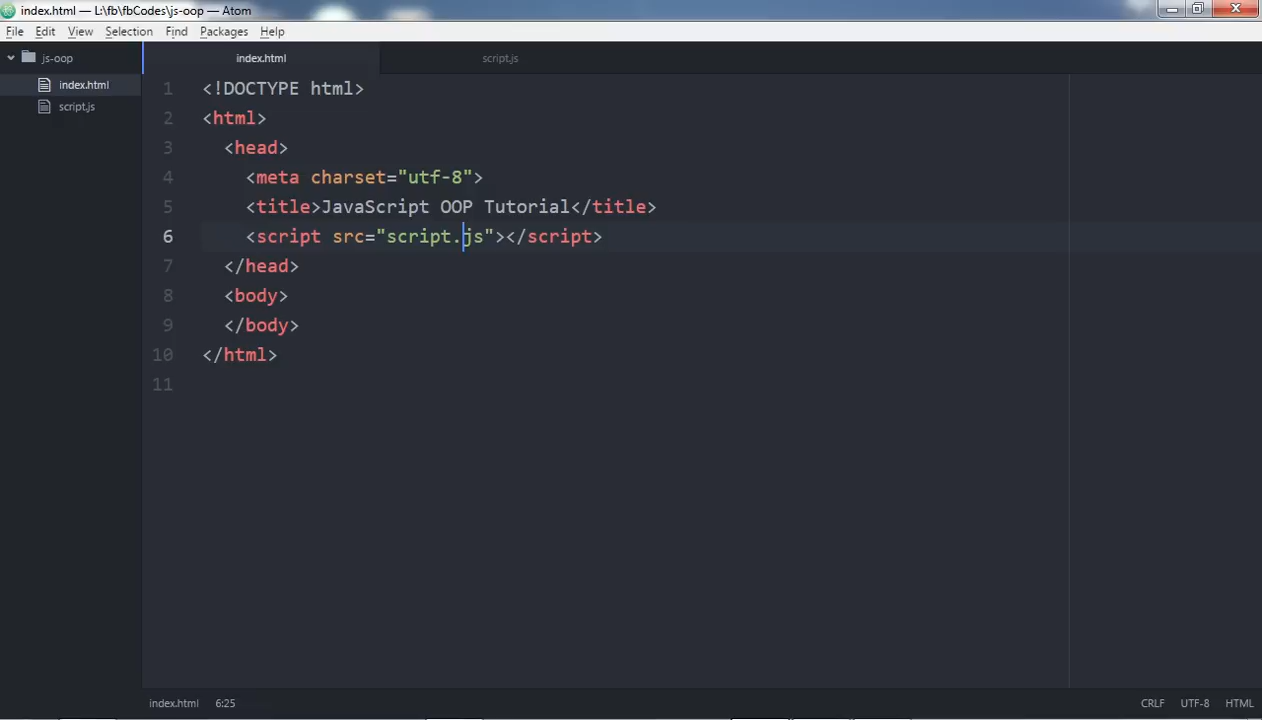 index.html — L:\fb\fbCodes\js-oop — Atom
File Edit View Selection Find Packages Help
js-oop
index.html
script.js
index.html script.js
1 <!DOCTYPE html>
2 <html>
3 <head>
4 <meta charset="utf-8">
5 <title>JavaScript OOP Tutorial</title>
6 <script src="script.js"></script>
7 </head>
8 <body>
9 </body>
10 </html>
11
index.html 6:25 CRLF UTF-8 HTML